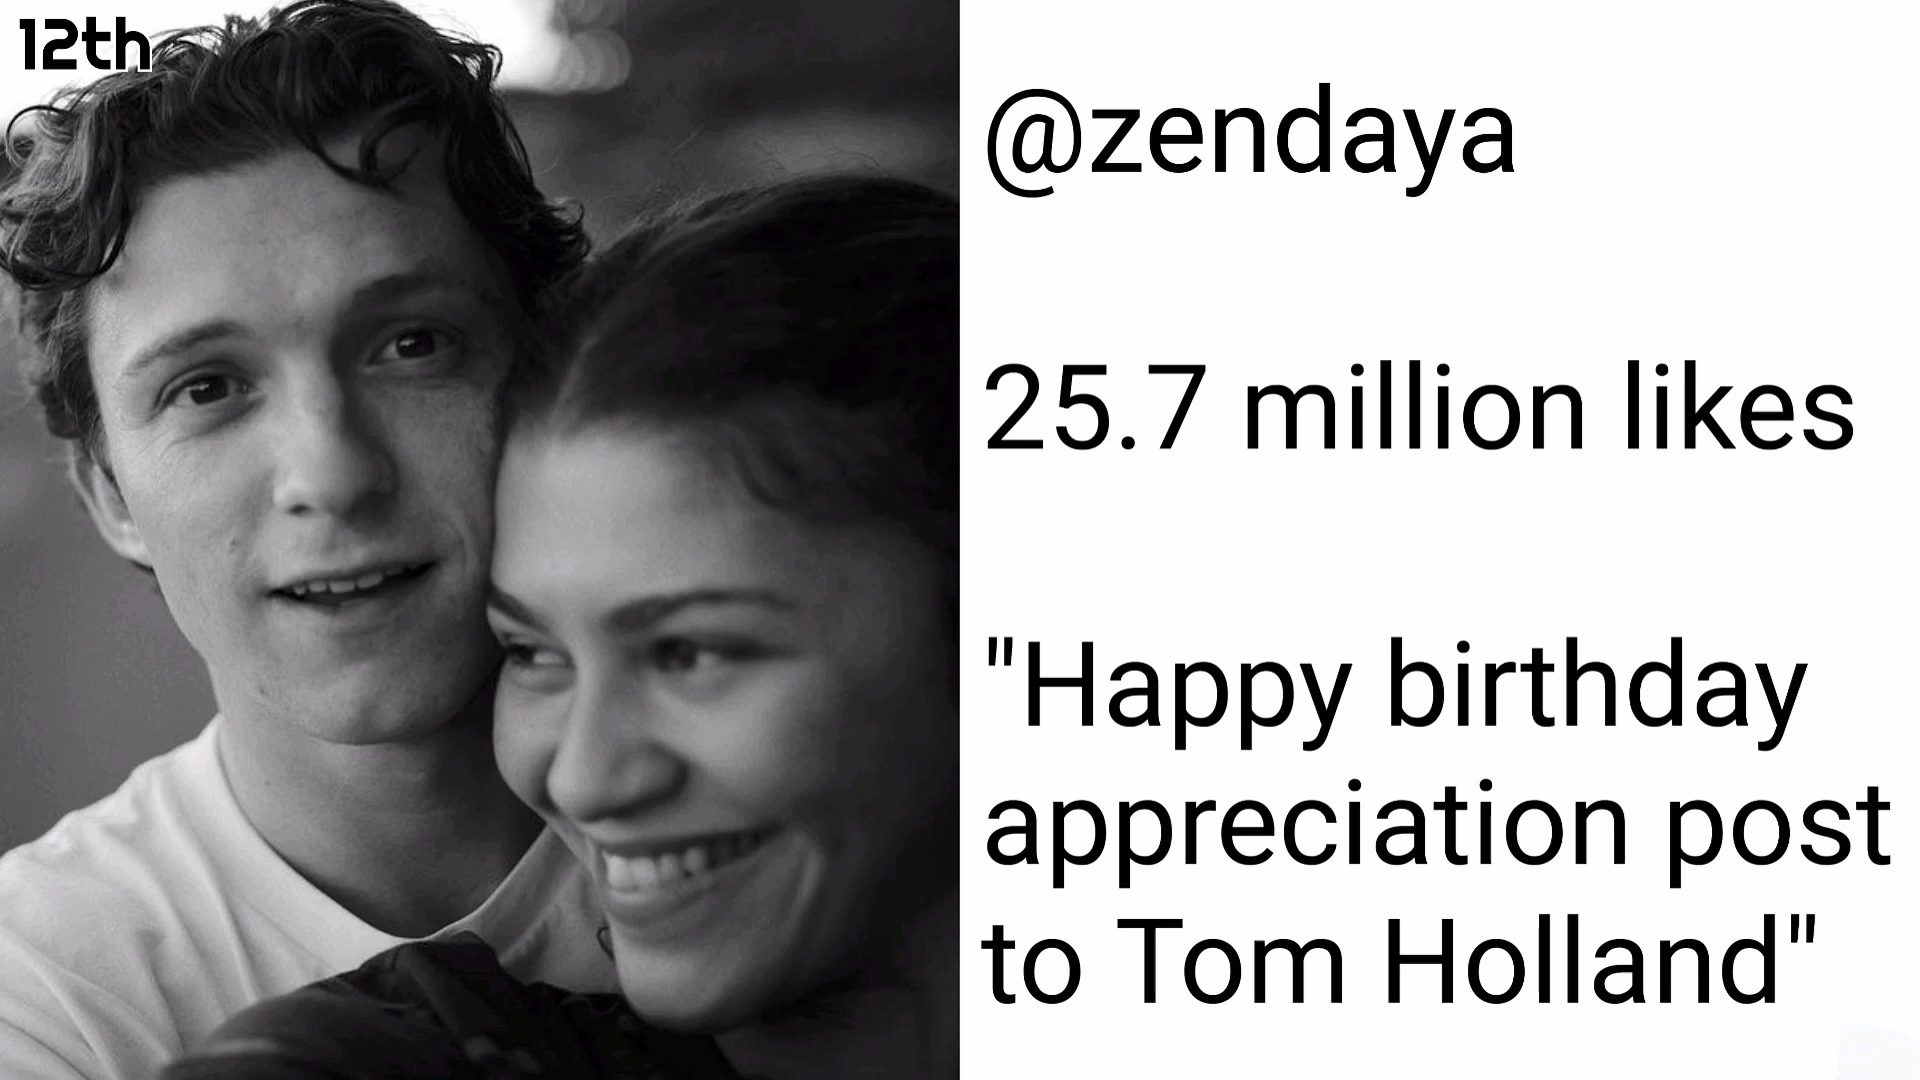 12th
@zendaya
25.7 million likes
"Happy birthday
appreciation post
to Tom Holland"